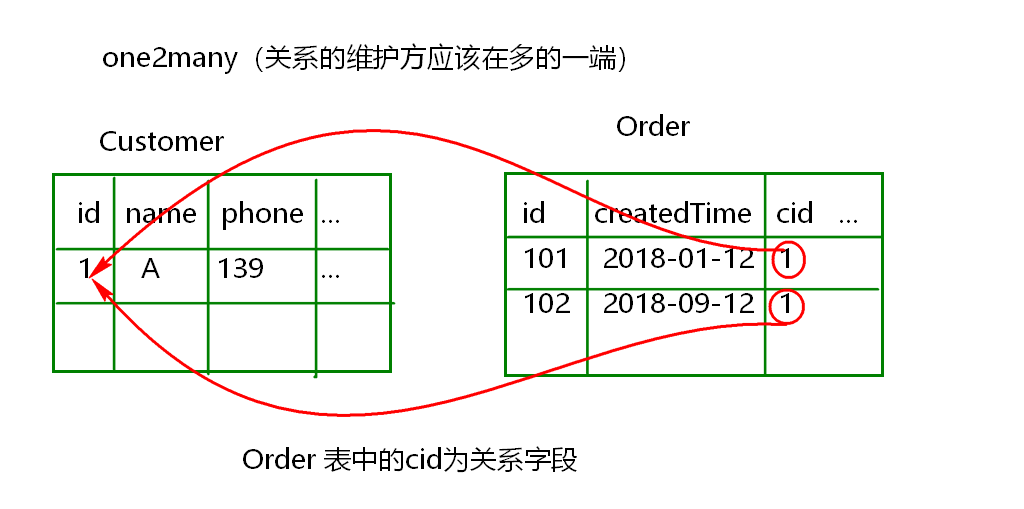 one2many（关系的维护方应该在多的一端）
Customer
id name phone ...
1 A 139 ...
Order
id createdTime cid ...
101 2018-01-12 1
102 2018-09-12 1
Order 表中的cid为关系字段